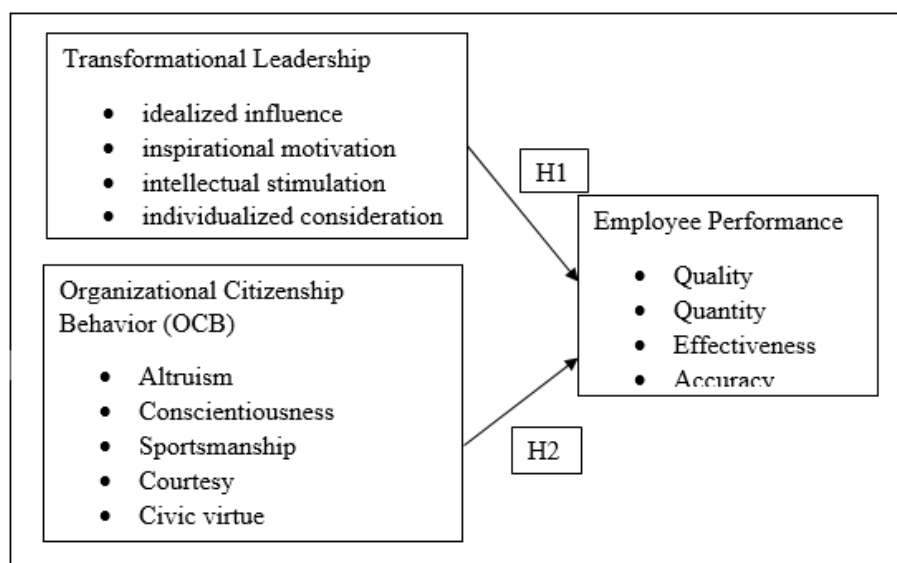 Transformational Leadership
• idealized influence
• inspirational motivation
• intellectual stimulation
• individualized consideration
H1
Employee Performance
• Quality
• Quantity
• Effectiveness
• Accuracy
Organizational Citizenship
Behavior (OCB)
• Altruism
• Conscientiousness
• Sportsmanship
• Courtesy
• Civic virtue
H2